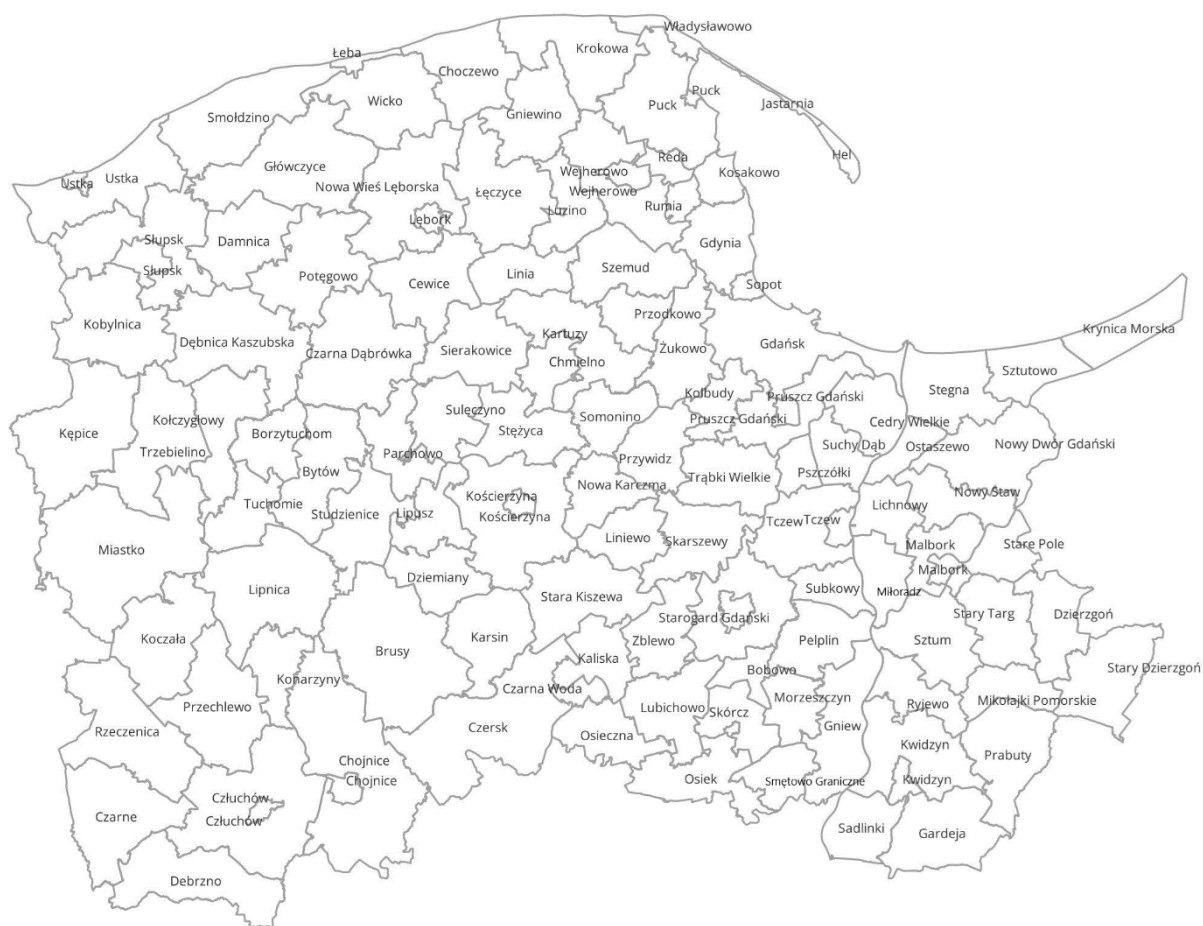 Władysławowo
Łeba
Krokowa
Choczewo
Puck
Wicko
Jastarnia
Puck
Smołdzino
Gniewino
Hel
Reda
Główczyce
Wejherowo
Kosakowo
Ustka
Ustka
Nowa Wieś Lęborska
Łęczyce
Wejherowo
Rumia
Luzino
Lębork
Słupsk
Damnica
Gdynia
Szemud
Słupsk
Potęgowo
Linia
Cewice
Sopot
Przodkowo
Kobylnica
Krynica Morska
Kartuzy
Dębnica Kaszubska
Gdańsk
Sierakowice
Żukowo
Czarna Dąbrówka
Chmielno
Sztutowo
Stegna
Kolbudy
Pruszcz Gdański
Sulęczyno
Kołczygłowy
Somonino
Pruszcz Gdański
Cedry Wielkie
Stężyca
Kępice
Borzytuchom
Nowy Dwór Gdański
Suchy Dąb
Ostaszewo
Trzebielino
Parchowo
Przywidz
Bytów
Pszczółki
Trąbki Wielkie
Nowa Karczma
Nowy Staw
Kościerzyna
Tuchomie
Lichnowy
Lipusz
Studzienice
Kościerzyna
Tczew
Tczew
Liniewo
Skarszewy
Malbork
Stare Pole
Miastko
Malbork
Dziemiany
Lipnica
Subkowy
Miłoradz
Stara Kiszewa
Stary Targ
Dzierzgoń
Starogard Gdański
Koczała
Karsin
Zblewo
Pelplin
Sztum
Brusy
Kaliska
Stary Dzierzgoń
Bobowo
Konarzyny
Czarna Woda
Morzeszczyn
Mikołajki Pomorskie
Przechlewo
Ryjewo
Lubichowo
Skórcz
Gniew
Rzeczenica
Czersk
Osieczna
Kwidzyn
Prabuty
Chojnice
Osiek
Kwidzyn
Chojnice
Smętowo Graniczne
Człuchów
Czarne
Człuchów
Sadlinki
Gardeja
Debrzno